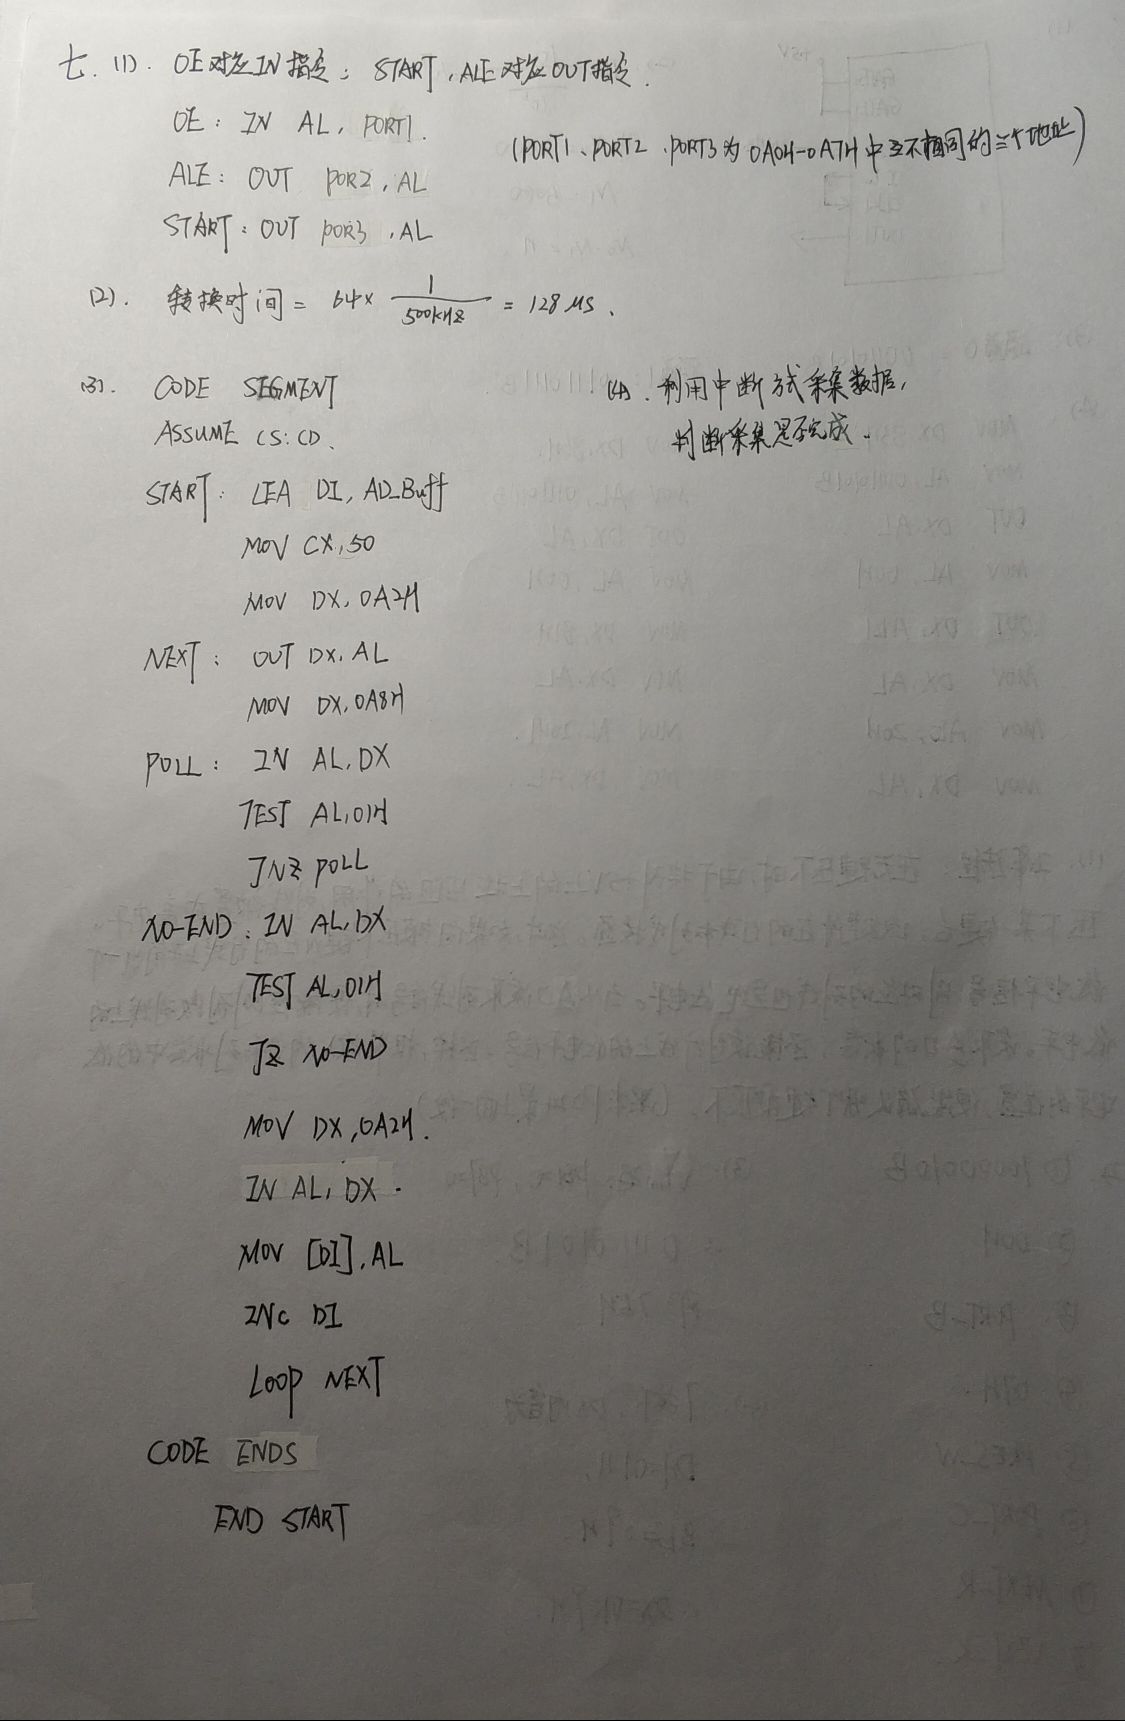 七.(1). OE对应IN指令; START, ALE对应OUT指令.
OE: IN AL, PORT1.
(PORT1、PORT2、PORT3为0A0H-0A7H中互不相同的三个地址)
ALE: OUT POR2, AL
START: OUT POR3, AL
(2). 转换时间 = 64× 1/500KHZ = 128 μs.
(3). CODE SEGMENT
ASSUME CS:CD.
START: LEA DI, AD_Buff
MOV CX, 50
MOV DX, 0A2H
NEXT: OUT DX, AL
MOV DX, 0A8H
POLL: IN AL, DX
TEST AL, 01H
JNZ POLL
NO-END: IN AL, DX
TEST AL, 01H
JZ NO-END
MOV DX, 0A2H.
IN AL, DX.
MOV [DI], AL
INC DI
LOOP NEXT
CODE ENDS
END START
(4). 利用中断方式采集数据,
判断采集是否完成.